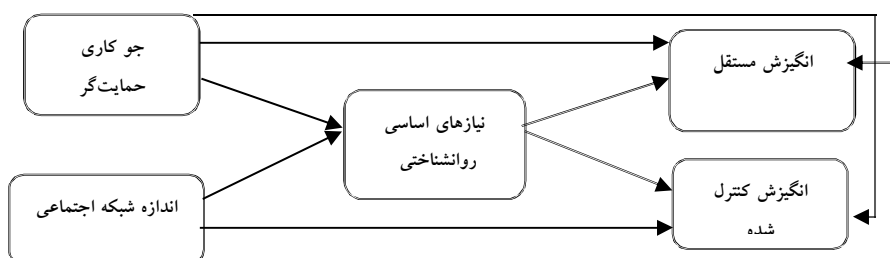 جو کاری
حمایت‌گر
انگیزش مستقل
نیازهای اساسی
روانشناختی
اندازه شبکه اجتماعی
انگیزش کنترل
شده